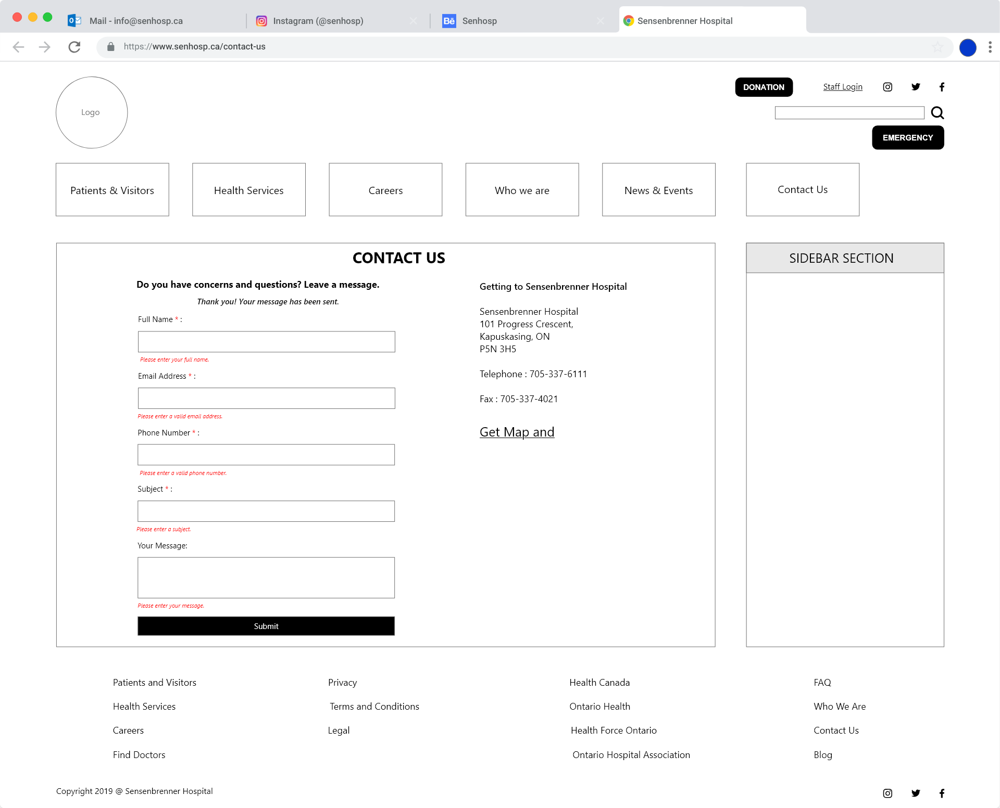 Mail - info@senhosp.ca
Instagram (@senhosp)
Bē
Senhosp
Sensenbrenner Hospital
https://www.senhosp.ca/contact-us
Logo
DONATION
Staff Login
EMERGENCY
Patients & Visitors
Health Services
Careers
Who we are
News & Events
Contact Us
CONTACT US
Do you have concerns and questions? Leave a message.
Thank you! Your message has been sent.
Full Name * :
Please enter your full name.
Email Address * :
Please enter a valid email address.
Phone Number * :
Please enter a valid phone number.
Subject * :
Please enter a subject.
Your Message:
Please enter your message.
Submit
Getting to Sensenbrenner Hospital
Sensenbrenner Hospital
101 Progress Crescent,
Kapuskasing, ON
P5N 3H5
Telephone : 705-337-6111
Fax : 705-337-4021
Get Map and
SIDEBAR SECTION
Patients and Visitors
Health Services
Careers
Find Doctors
Privacy
Terms and Conditions
Legal
Health Canada
Ontario Health
Health Force Ontario
Ontario Hospital Association
FAQ
Who We Are
Contact Us
Blog
Copyright 2019 @ Sensenbrenner Hospital